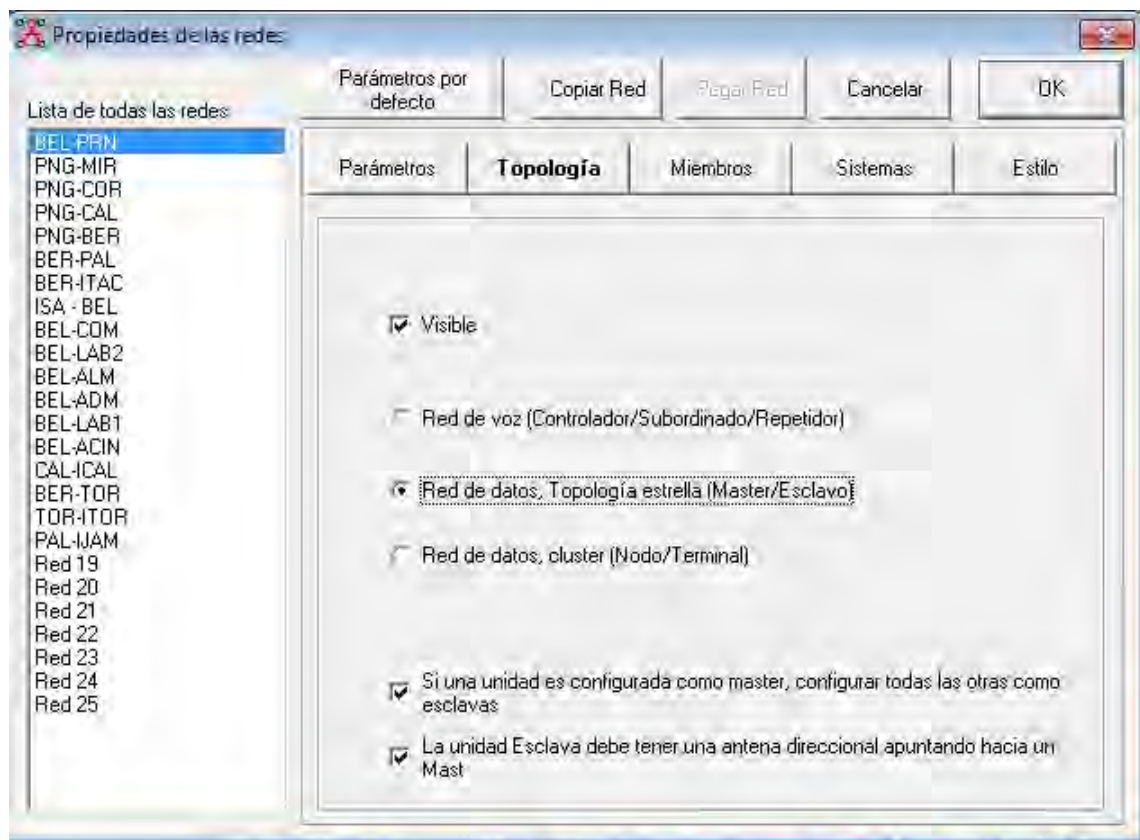 Propiedades de las redes
Parámetros por
defecto
Copiar Red
Pegar Red
Cancelar
OK
Lista de todas las redes
BEL-PRN
PNG-MIR
PNG-COR
PNG-CAL
PNG-BER
BER-PAL
BER-ITAC
ISA - BEL
BEL-COM
BEL-LAB2
BEL-ALM
BEL-ADM
BEL-LAB1
BEL-ACIN
CAL-ICAL
BER-TOR
TOR-ITOR
PAL-IJAM
Red 19
Red 20
Red 21
Red 22
Red 23
Red 24
Red 25
Parámetros
Topología
Miembros
Sistemas
Estilo
Visible
Red de voz (Controlador/Subordinado/Repetidor)
Red de datos, Topología estrella (Master/Esclavo)
Red de datos, cluster (Nodo/Terminal)
Si una unidad es configurada como master, configurar todas las otras como
esclavas
La unidad Esclava debe tener una antena direccional apuntando hacia un
Mast